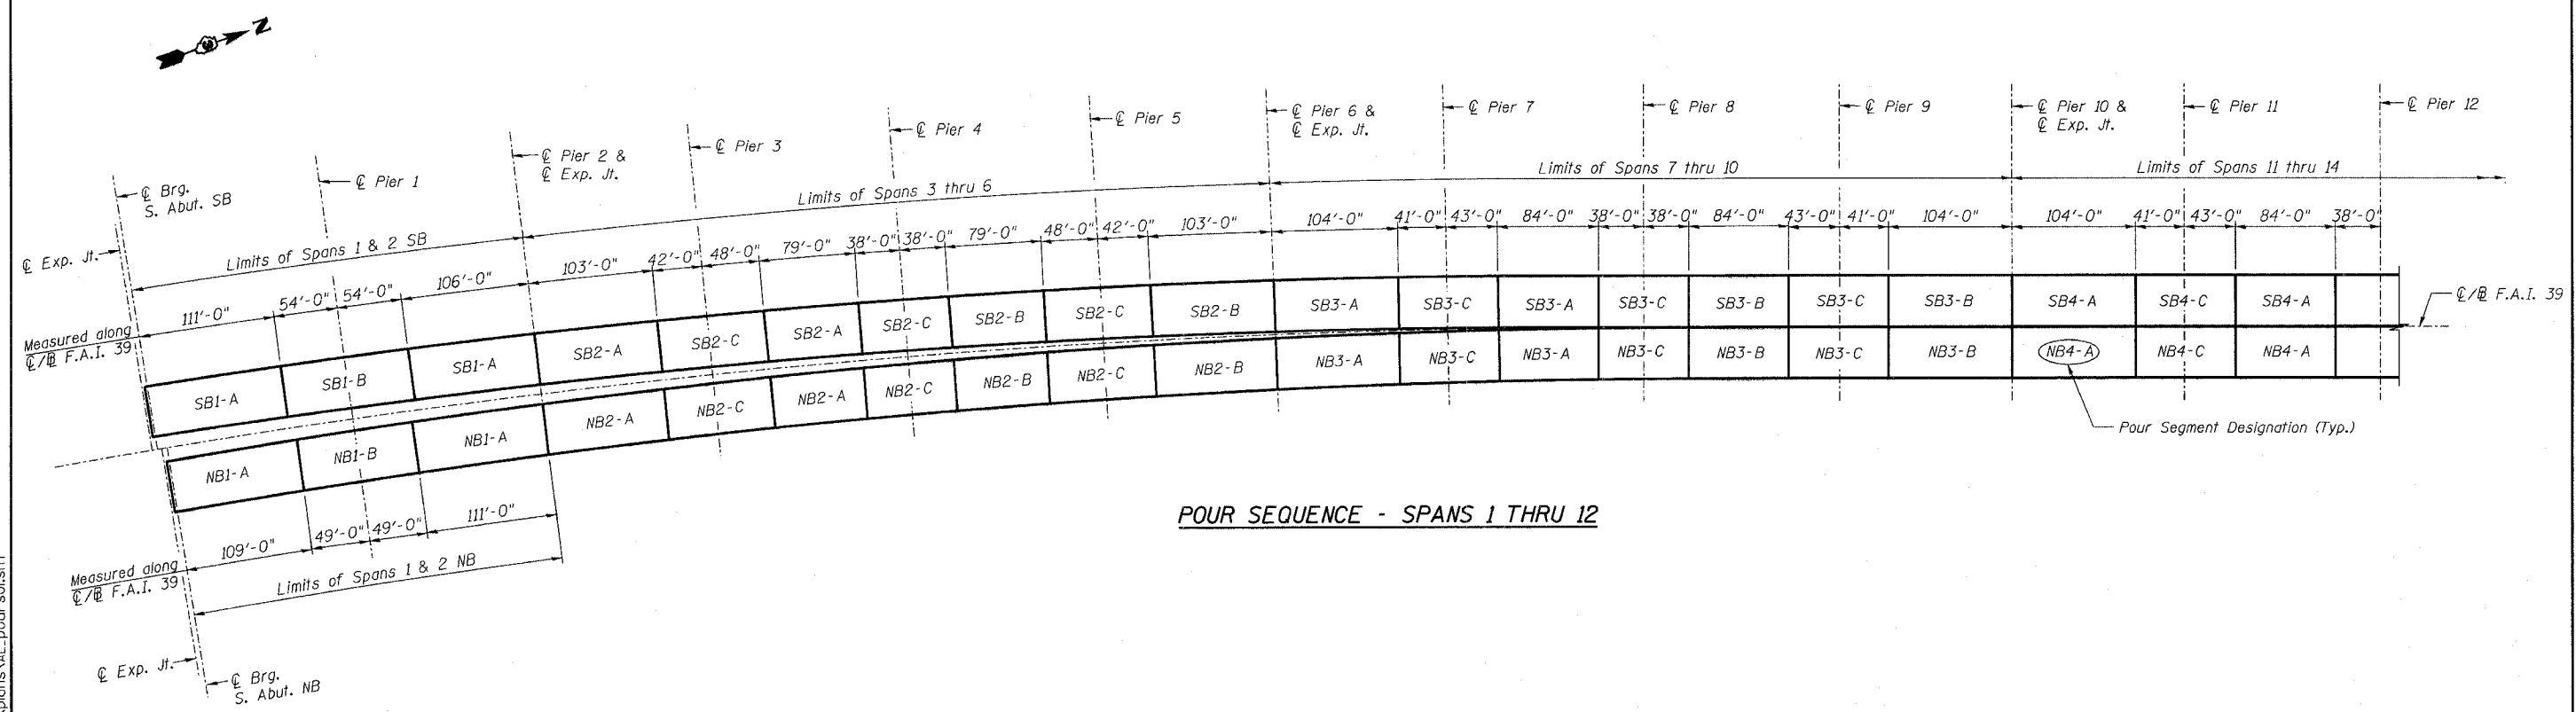 N
℄ Brg.
S. Abut. SB
℄ Pier 1
℄ Pier 2 &
℄ Exp. Jt.
℄ Pier 3
℄ Pier 4
℄ Pier 5
℄ Pier 6 &
℄ Exp. Jt.
℄ Pier 7
℄ Pier 8
℄ Pier 9
℄ Pier 10 &
℄ Exp. Jt.
℄ Pier 11
℄ Pier 12
℄ Exp. Jt.
Limits of Spans 1 & 2 SB
Limits of Spans 3 thru 6
Limits of Spans 7 thru 10
Limits of Spans 11 thru 14
Measured along
℄/B F.A.I. 39
111'-0" 54'-0" 54'-0" 106'-0" 103'-0" 42'-0" 48'-0" 79'-0" 38'-0" 38'-0" 79'-0" 48'-0" 42'-0" 103'-0" 104'-0" 41'-0" 43'-0" 84'-0" 38'-0" 38'-0" 84'-0" 43'-0" 41'-0" 104'-0" 104'-0" 41'-0" 43'-0" 84'-0" 38'-0"
SB1-A SB1-B SB1-A SB2-A SB2-C SB2-A SB2-C SB2-B SB2-C SB2-B SB3-A SB3-C SB3-A SB3-C SB3-B SB3-C SB3-B SB4-A SB4-C SB4-A
℄/B F.A.I. 39
NB1-A NB1-B NB1-A NB2-A NB2-C NB2-A NB2-C NB2-B NB2-C NB2-B NB3-A NB3-C NB3-A NB3-C NB3-B NB3-C NB3-B NB4-A NB4-C NB4-A
Pour Segment Designation (Typ.)
109'-0" 49'-0" 49'-0" 111'-0"
Measured along
℄/B F.A.I. 39
Limits of Spans 1 & 2 NB
℄ Exp. Jt.
℄ Brg.
S. Abut. NB
POUR SEQUENCE - SPANS 1 THRU 12